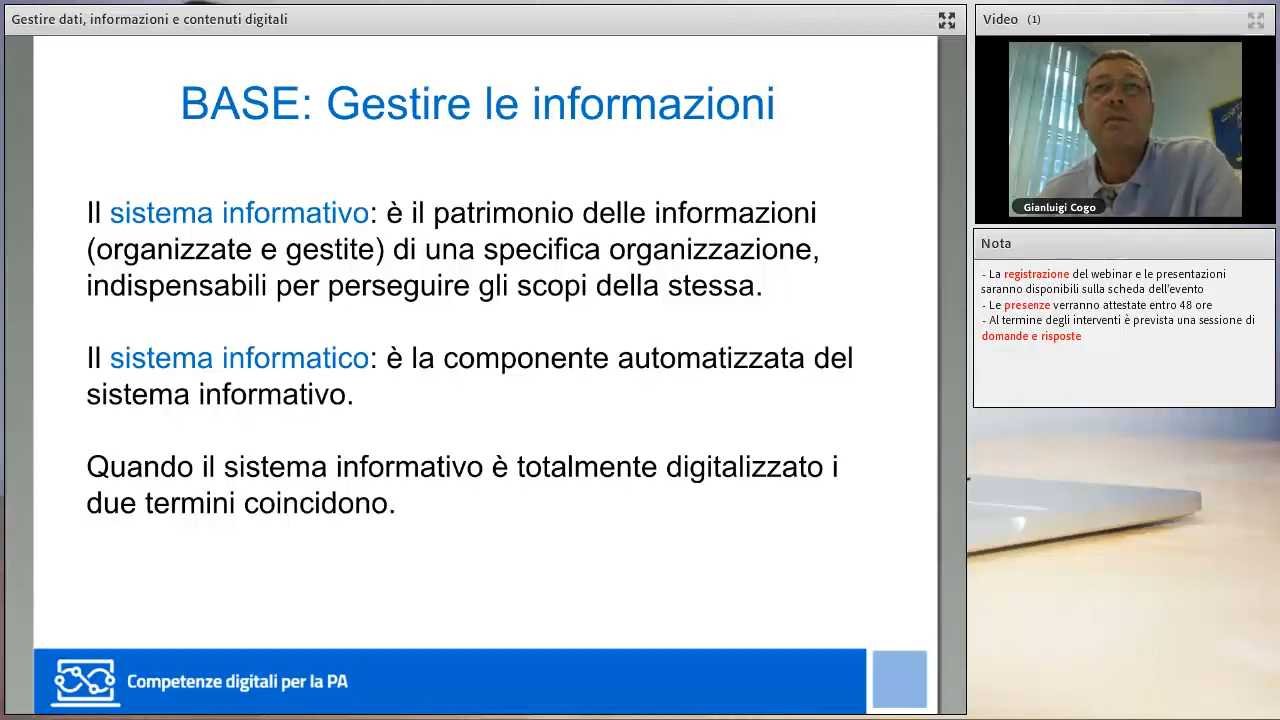 Gestire dati, informazioni e contenuti digitali
BASE: Gestire le informazioni
Il sistema informativo: è il patrimonio delle informazioni
(organizzate e gestite) di una specifica organizzazione,
indispensabili per perseguire gli scopi della stessa.
Il sistema informatico: è la componente automatizzata del
sistema informativo.
Quando il sistema informativo è totalmente digitalizzato i
due termini coincidono.
Competenze digitali per la PA
Video (1)
Gianluigi Cogo
Nota
- La registrazione del webinar e le presentazioni
saranno disponibili sulla scheda dell'evento
- Le presenze verranno attestate entro 48 ore
- Al termine degli interventi è prevista una sessione di
domande e risposte